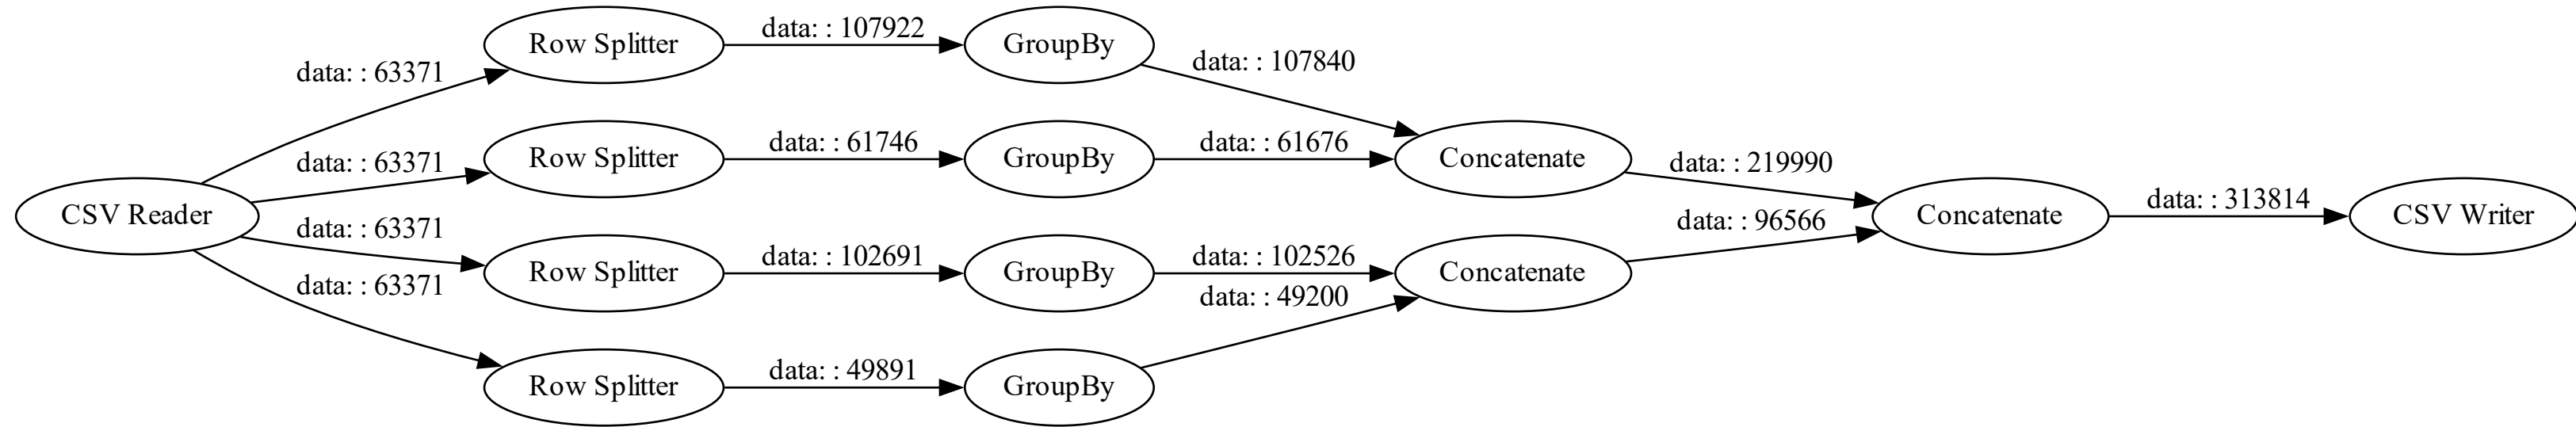 CSV Reader
data: : 63371
data: : 63371
data: : 63371
data: : 63371
Row Splitter
Row Splitter
Row Splitter
Row Splitter
data: : 107922
data: : 61746
data: : 102691
data: : 49891
GroupBy
GroupBy
GroupBy
GroupBy
data: : 107840
data: : 61676
data: : 102526
data: : 49200
Concatenate
Concatenate
data: : 219990
data: : 96566
Concatenate
data: : 313814
CSV Writer